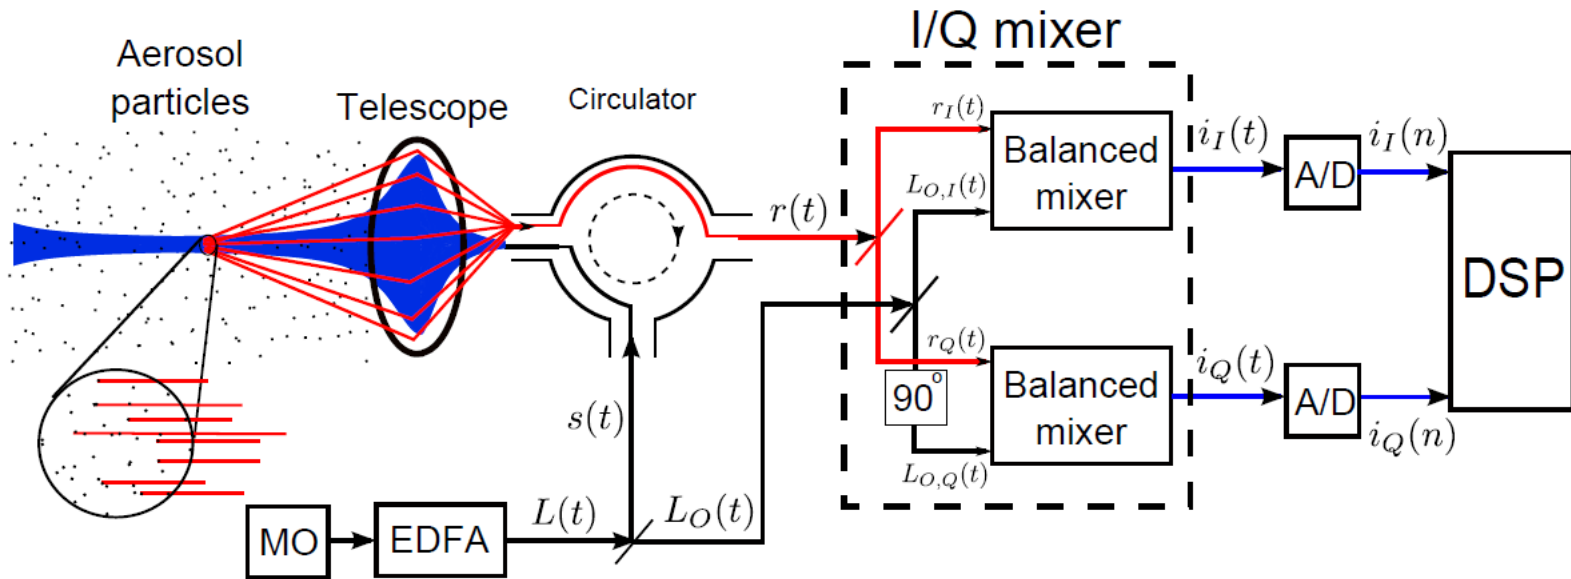 I/Q mixer
Aerosol
particles
Telescope
Circulator
r(t)
r_I(t)
L_{O,I}(t)
Balanced
mixer
i_I(t)
A/D
i_I(n)
DSP
r_Q(t)
90°
L_{O,Q}(t)
Balanced
mixer
i_Q(t)
A/D
i_Q(n)
s(t)
MO
EDFA
L(t)
L_O(t)